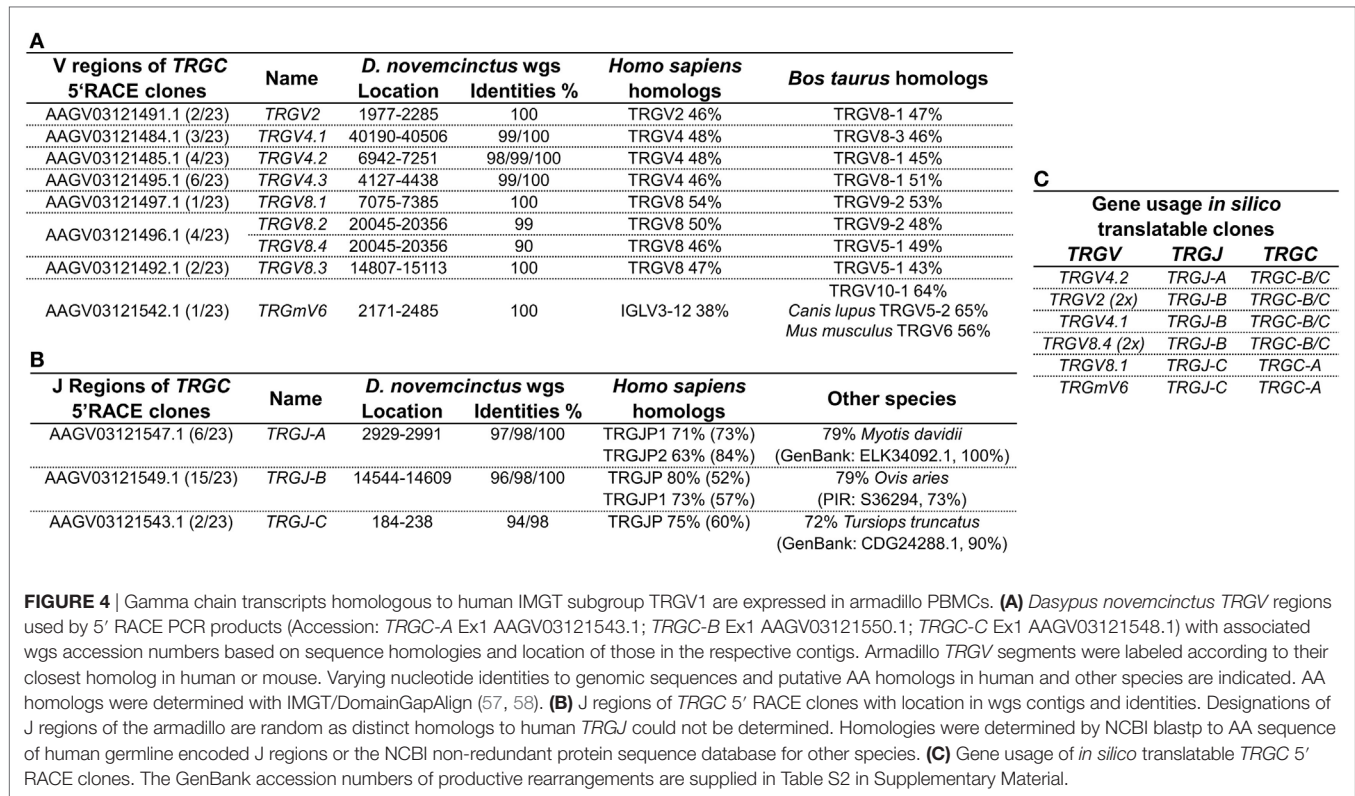 A
V regions of TRGC 5‘RACE clones Name D. novemcinctus wgs Location Identities % Homo sapiens homologs Bos taurus homologs
AAGV03121491.1 (2/23) TRGV2 1977-2285 100 TRGV2 46% TRGV8-1 47%
AAGV03121484.1 (3/23) TRGV4.1 40190-40506 99/100 TRGV4 48% TRGV8-3 46%
AAGV03121485.1 (4/23) TRGV4.2 6942-7251 98/99/100 TRGV4 48% TRGV8-1 45%
AAGV03121495.1 (6/23) TRGV4.3 4127-4438 99/100 TRGV4 46% TRGV8-1 51%
AAGV03121497.1 (1/23) TRGV8.1 7075-7385 100 TRGV8 54% TRGV9-2 53%
AAGV03121496.1 (4/23) TRGV8.2 20045-20356 99 TRGV8 50% TRGV9-2 48%
TRGV8.4 20045-20356 90 TRGV8 46% TRGV5-1 49%
AAGV03121492.1 (2/23) TRGV8.3 14807-15113 100 TRGV8 47% TRGV5-1 43%
AAGV03121542.1 (1/23) TRGmV6 2171-2485 100 IGLV3-12 38% TRGV10-1 64%
Canis lupus TRGV5-2 65%
Mus musculus TRGV6 56%
B
J Regions of TRGC 5’RACE clones Name D. novemcinctus wgs Location Identities % Homo sapiens homologs Other species
AAGV03121547.1 (6/23) TRGJ-A 2929-2991 97/98/100 TRGJP1 71% (73%) 79% Myotis davidii
TRGJP2 63% (84%) (GenBank: ELK34092.1, 100%)
AAGV03121549.1 (15/23) TRGJ-B 14544-14609 96/98/100 TRGJP 80% (52%) 79% Ovis aries
TRGJP1 73% (57%) (PIR: S36294, 73%)
AAGV03121543.1 (2/23) TRGJ-C 184-238 94/98 TRGJP 75% (60%) 72% Tursiops truncatus
(GenBank: CDG24288.1, 90%)
C
Gene usage in silico
translatable clones
TRGV TRGJ TRGC
TRGV4.2 TRGJ-A TRGC-B/C
TRGV2 (2x) TRGJ-B TRGC-B/C
TRGV4.1 TRGJ-B TRGC-B/C
TRGV8.4 (2x) TRGJ-B TRGC-B/C
TRGV8.1 TRGJ-C TRGC-A
TRGmV6 TRGJ-C TRGC-A
FIGURE 4 | Gamma chain transcripts homologous to human IMGT subgroup TRGV1 are expressed in armadillo PBMCs. (A) Dasypus novemcinctus TRGV regions
used by 5′ RACE PCR products (Accession: TRGC-A Ex1 AAGV03121543.1; TRGC-B Ex1 AAGV03121550.1; TRGC-C Ex1 AAGV03121548.1) with associated
wgs accession numbers based on sequence homologies and location of those in the respective contigs. Armadillo TRGV segments were labeled according to their
closest homolog in human or mouse. Varying nucleotide identities to genomic sequences and putative AA homologs in human and other species are indicated. AA
homologs were determined with IMGT/DomainGapAlign (57, 58). (B) J regions of TRGC 5′ RACE clones with location in wgs contigs and identities. Designations of
J regions of the armadillo are random as distinct homologs to human TRGJ could not be determined. Homologies were determined by NCBI blastp to AA sequence
of human germline encoded J regions or the NCBI non-redundant protein sequence database for other species. (C) Gene usage of in silico translatable TRGC 5′
RACE clones. The GenBank accession numbers of productive rearrangements are supplied in Table S2 in Supplementary Material.